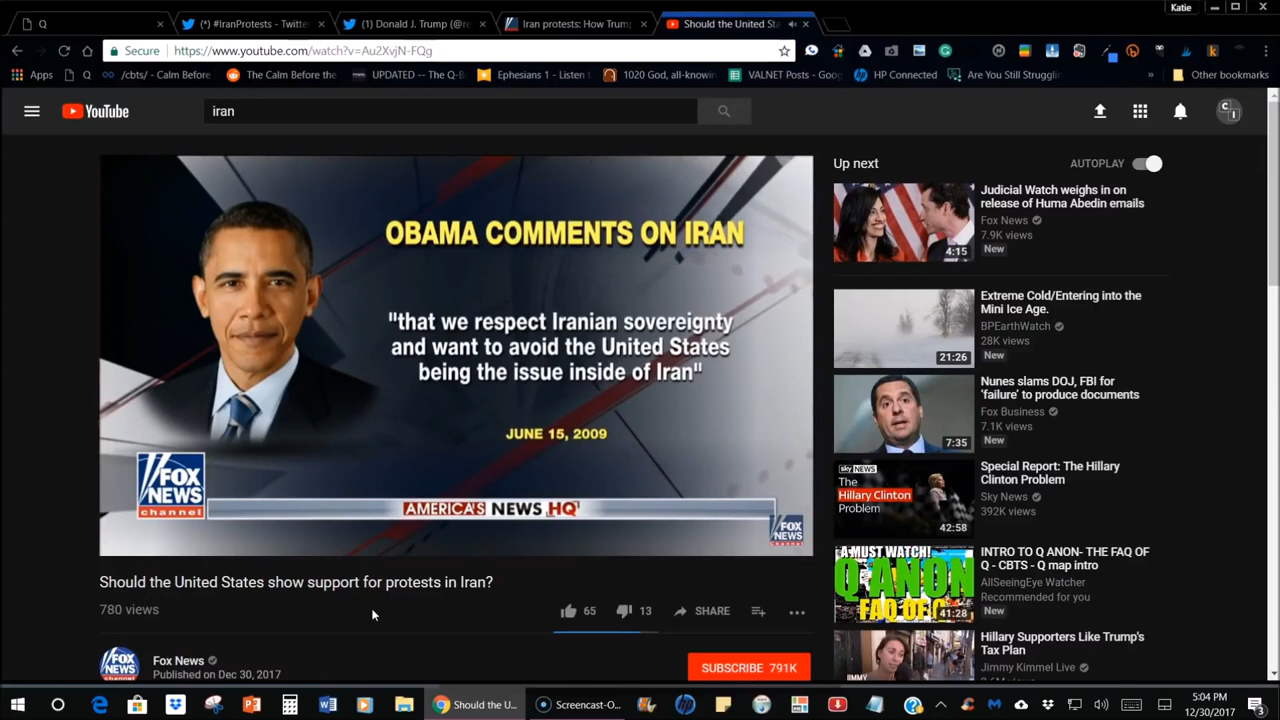 Katie
Q
(*) #IranProtests - Twitte
(1) Donald J. Trump (@re
Iran protests: How Trum
Should the United Sta
Secure
https://www.youtube.com/watch?v=Au2XvjN-FQg
Apps
Q
/cbts/ - Calm Before
The Calm Before the
UPDATED -- The Q-B
Ephesians 1 - Listen t
1020 God, all-knowin
VALNET Posts - Goog
HP Connected
Are You Still Struggli
»
Other bookmarks
YouTube
iran
OBAMA COMMENTS ON IRAN
"that we respect Iranian sovereignty
and want to avoid the United States
being the issue inside of Iran"
JUNE 15, 2009
FOX
NEWS
channel
AMERICA'S NEWS HQ
FOX
NEWS
channel
Should the United States show support for protests in Iran?
780 views
65
13
SHARE
Fox News
Published on Dec 30, 2017
SUBSCRIBE 791K
Up next
AUTOPLAY
4:15
Judicial Watch weighs in on
release of Huma Abedin emails
Fox News
7.9K views
New
21:26
Extreme Cold/Entering into the
Mini Ice Age.
BPEarthWatch
28K views
New
7:35
Nunes slams DOJ, FBI for
'failure' to produce documents
Fox Business
7.1K views
New
sky NEWS
The
Hillary Clinton
Problem
42:58
Special Report: The Hillary
Clinton Problem
Sky News
392K views
A MUST WATCH!
Q ANON
FAQ OF Q
41:28
INTRO TO Q ANON- THE FAQ OF
Q - CBTS - Q map intro
AllSeeingEye Watcher
Recommended for you
New
JIMMY
Hillary Supporters Like Trump's
Tax Plan
Jimmy Kimmel Live
Should the U...
Screencast-O...
5:04 PM
12/30/2017
3